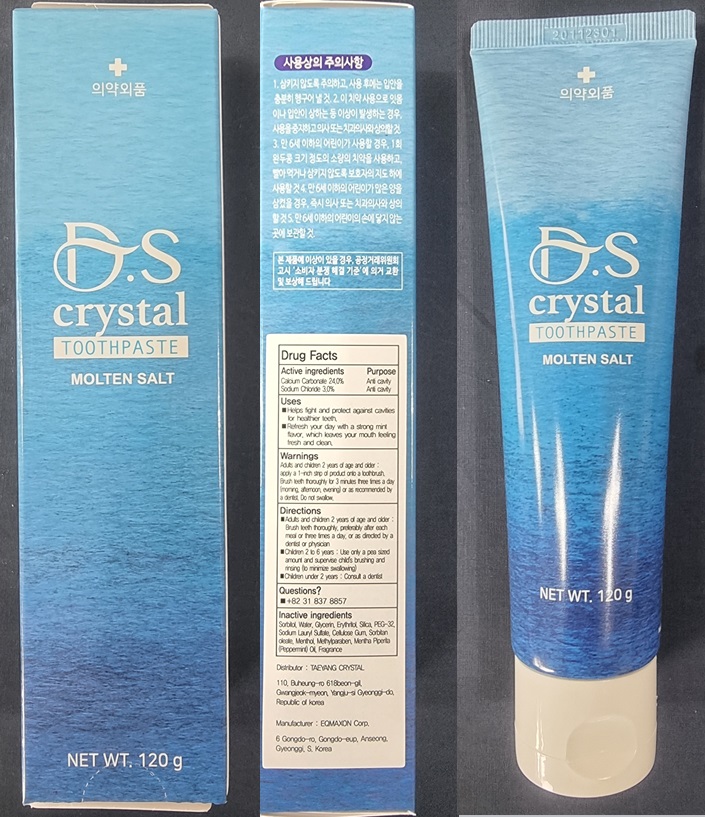 의약외품
D.S
crystal
TOOTHPASTE
MOLTEN SALT
NET WT. 120 g
사용상의 주의사항
1. 삼키지 않도록 주의하고, 사용 후에는 입안을
충분히 헹구어 낼 것. 2. 이 치약 사용으로 잇몸
이나 입안이 상하는 등 이상이 발생하는 경우,
사용을 중지하고 의사 또는 치과의사와 상의할 것.
3. 만 6세 이하의 어린이가 사용할 경우, 1회
완두콩 크기 정도의 소량의 치약을 사용하고,
빨아 먹거나 삼키지 않도록 보호자의 지도 하에
사용할 것 4. 만 6세 이하의 어린이가 많은 양을
삼켰을 경우, 즉시 의사 또는 치과의사와 상의
할 것 5. 만 6세 이하의 어린이의 손에 닿지 않는
곳에 보관할 것.
본 제품에 이상이 있을 경우, 공정거래위원회
고시 '소비자 분쟁 해결 기준'에 의거 교환
및 보상해 드립니다.
Drug Facts
Active ingredients Purpose
Calcium Carbonate 24.0% Anti cavity
Sodium Chloride 3.0% Anti cavity
Uses
■ Helps fight and protect against cavities
for healthier teeth.
■ Refresh your day with a strong mint
flavor, which leaves your mouth feeling
fresh and clean.
Warnings
Adults and children 2 years of age and older :
apply a 1-inch strip of product onto a toothbrush.
Brush teeth thoroughly for 3 minutes three times a day
(morning, afternoon, evening) or as recommended by
a dentist. Do not swallow.
Directions
■ Adults and children 2 years of age and older :
Brush teeth thoroughly, preferably after each
meal or three times a day, or as directed by a
dentist or physician
■ Children 2 to 6 years : Use only a pea sized
amount and supervise child's brushing and
rinsing (to minimize swallowing)
■ Children under 2 years : Consult a dentist
Questions?
■ +82 31 837 8857
Inactive ingredients
Sorbitol, Water, Glycerin, Erythritol, Silica, PEG-32,
Sodium Lauryl Sulfate, Cellulose Gum, Sorbitan
oleate, Menthol, Methylparaben, Mentha Piperita
(Peppermint) Oil, Fragrance
Distributor : TAEYANG CRYSTAL
110, Buheung-ro 618beon-gil,
Gwangjeok-myeon, Yangju-si Gyeonggi-do,
Republic of korea
Manufacturer : EQMAXON Corp.
6 Gongdo-ro, Gongdo-eup, Anseong,
Gyeonggi, S, Korea
20112301
의약외품
D.S
crystal
TOOTHPASTE
MOLTEN SALT
NET WT. 120 g